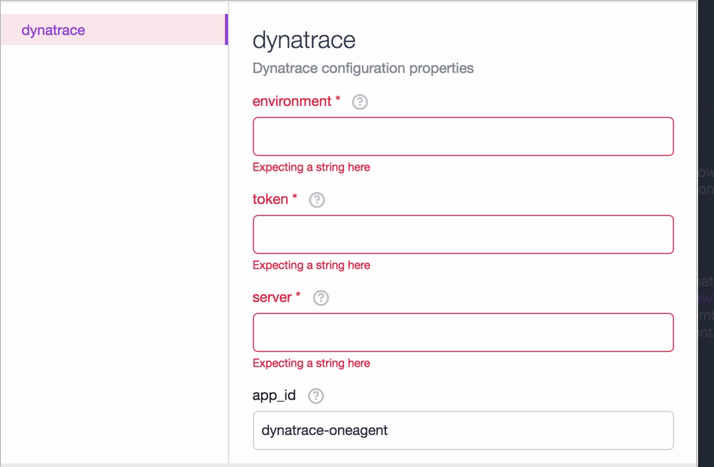 dynatrace
dynatrace
Dynatrace configuration properties
environment *
Expecting a string here
token *
Expecting a string here
server *
Expecting a string here
app_id
dynatrace-oneagent